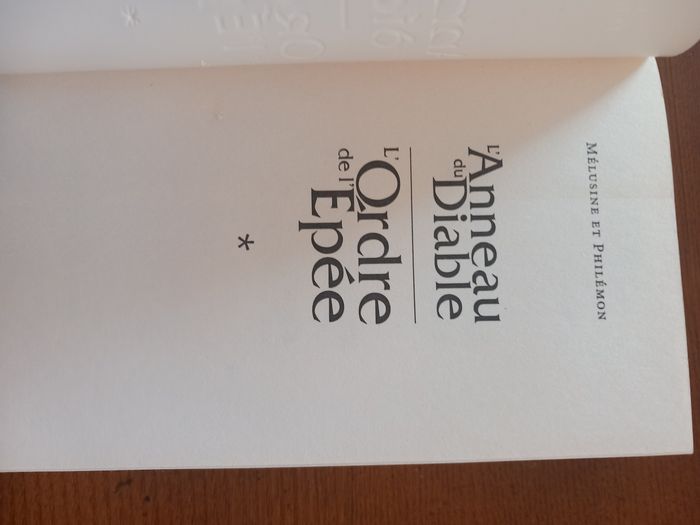 MÉLUSINE ET PHILÉMON
L'Anneau
du Diable
L'Ordre
de l'Épée
*